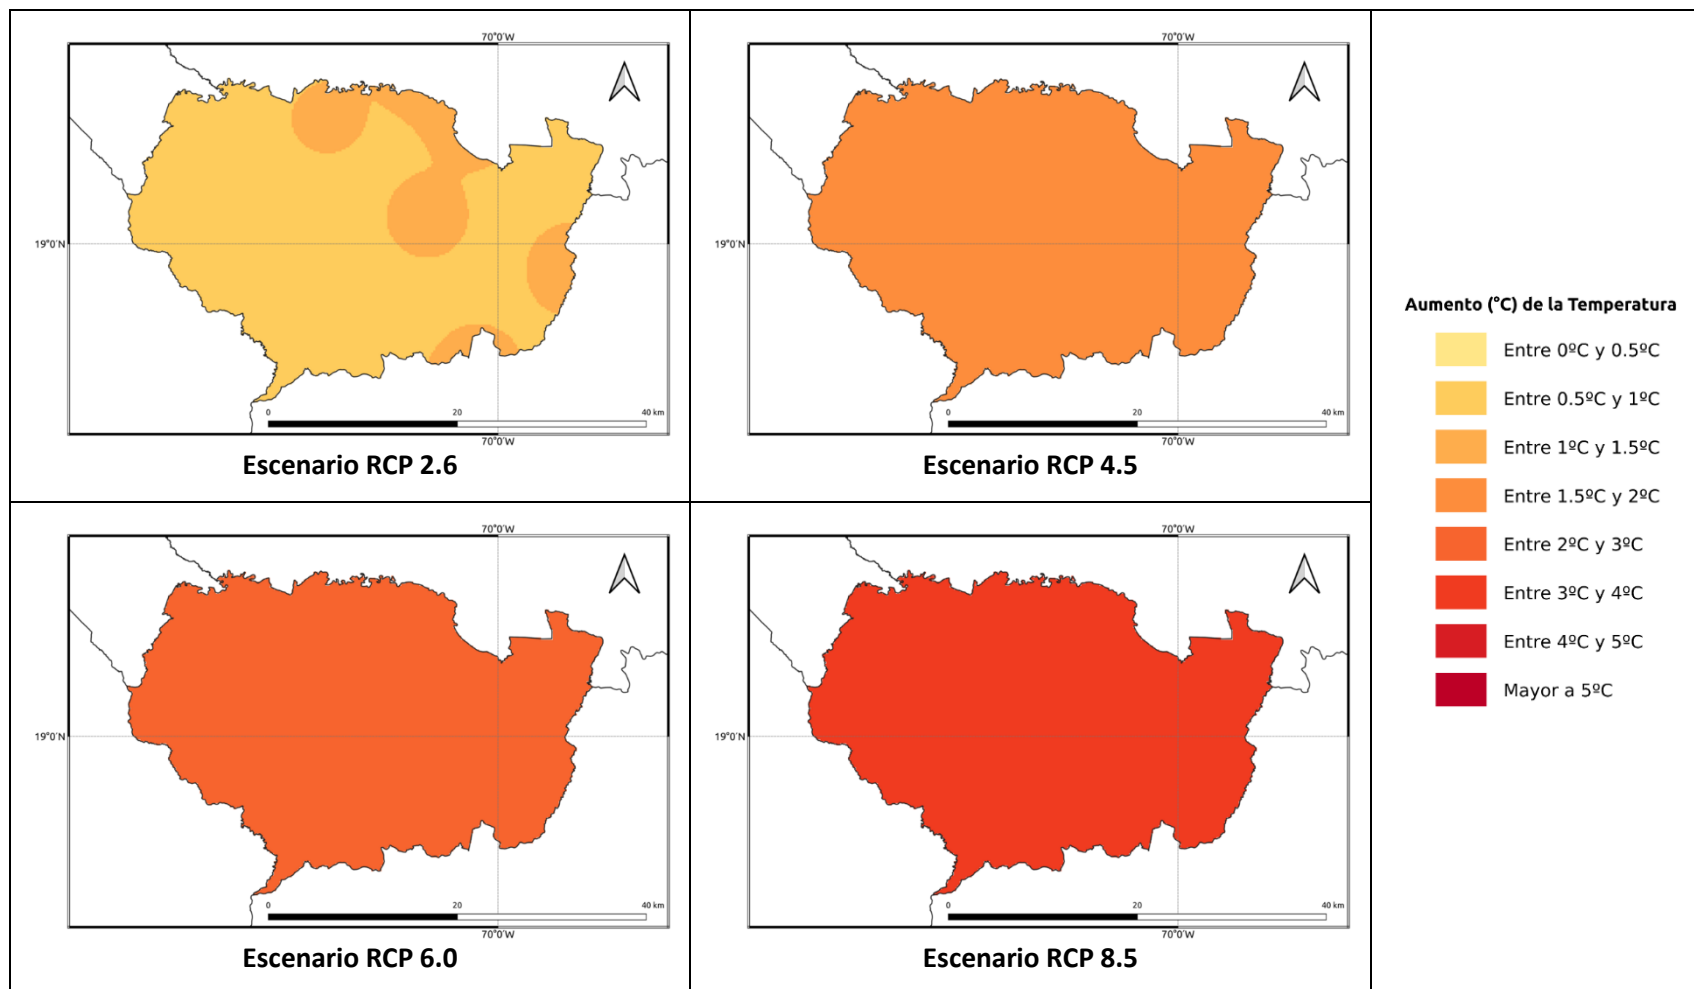 70°0'W
19°0'N
0 20 40 km
70°0'W
Escenario RCP 2.6
70°0'W
19°0'N
0 20 40 km
70°0'W
Escenario RCP 4.5
70°0'W
19°0'N
0 20 40 km
70°0'W
Escenario RCP 6.0
70°0'W
19°0'N
0 20 40 km
70°0'W
Escenario RCP 8.5
Aumento (°C) de la Temperatura
Entre 0ºC y 0.5ºC
Entre 0.5ºC y 1ºC
Entre 1ºC y 1.5ºC
Entre 1.5ºC y 2ºC
Entre 2ºC y 3ºC
Entre 3ºC y 4ºC
Entre 4ºC y 5ºC
Mayor a 5ºC